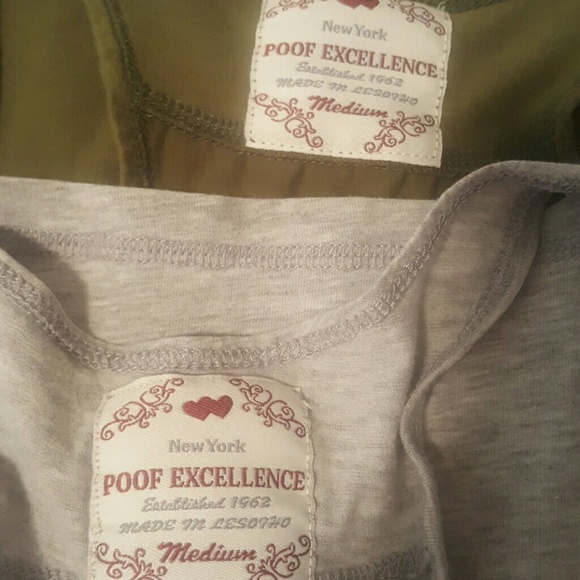 New York
POOF EXCELLENCE
Established 1962
MADE IN LESOTHO
Medium
New York
POOF EXCELLENCE
Established 1962
MADE IN LESOTHO
Medium